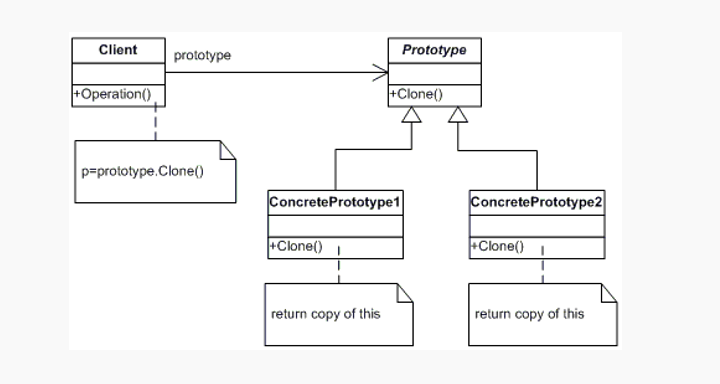 Client
prototype
Prototype
+Operation()
+Clone()
p=prototype.Clone()
ConcretePrototype1
ConcretePrototype2
+Clone()
+Clone()
return copy of this
return copy of this